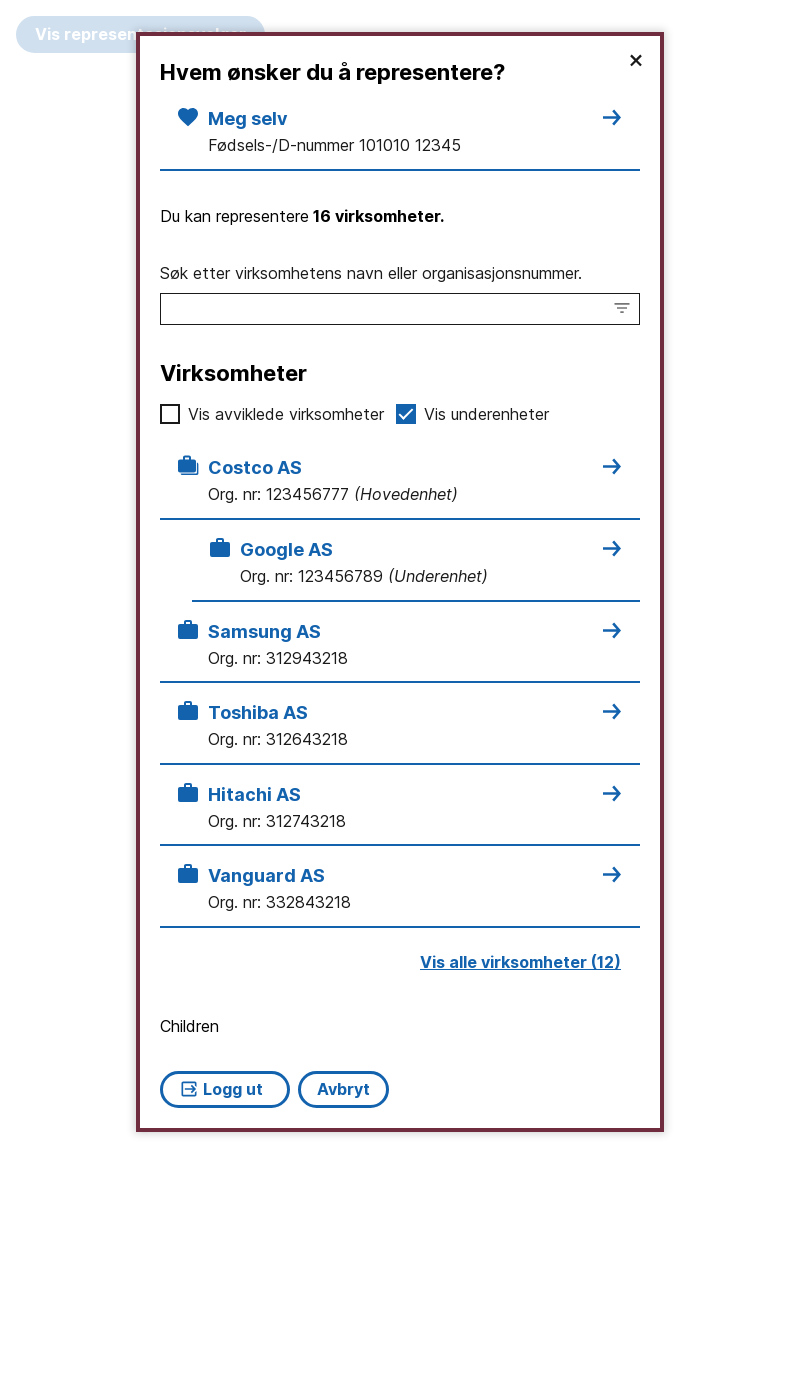 Vis
Hvem ønsker du å representere?
Meg selv
Fødsels-/D-nummer 101010 12345
Du kan representere 16 virksomheter.
Søk etter virksomhetens navn eller organisasjonsnummer.
Virksomheter
Vis avviklede virksomheter Vis underenheter
Costco AS
Org. nr: 123456777 (Hovedenhet)
Google AS
Org. nr: 123456789 (Underenhet)
Samsung AS
Org. nr: 312943218
Toshiba AS
Org. nr: 312643218
Hitachi AS
Org. nr: 312743218
Vanguard AS
Org. nr: 332843218
Vis alle virksomheter (12)
Children
Logg ut Avbryt